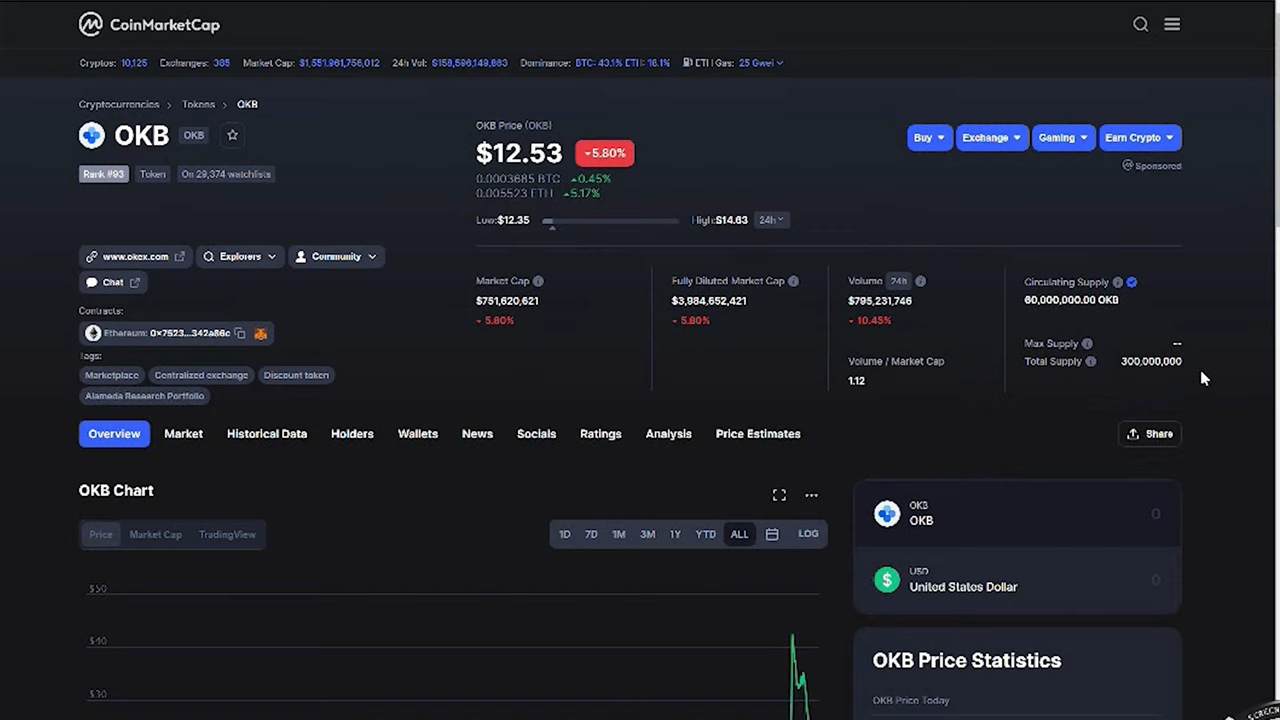 CoinMarketCap
Cryptos: 10,125 Exchanges: 385 Market Cap: $1,551,961,756,012 24h Vol: $158,596,149,863 Dominance: BTC: 43.1% ETH: 16.1% ETH Gas: 25 Gwei
Cryptocurrencies > Tokens > OKB
OKB OKB
Rank #93 Token On 29,374 watchlists
OKB Price (OKB)
$12.53 5.80%
0.0003685 BTC 0.45%
0.005523 ETH 5.17%
Low:$12.35 High:$14.63 24h
Buy Exchange Gaming Earn Crypto
Sponsored
www.okex.com Explorers Community
Chat
Contracts:
Ethereum: 0x7523...342a86c
Tags:
Marketplace Centralized exchange Discount token
Alameda Research Portfolio
Market Cap
$751,620,621
5.80%
Fully Diluted Market Cap
$3,984,652,421
5.80%
Volume 24h
$795,231,746
10.45%
Volume / Market Cap
1.12
Circulating Supply
60,000,000.00 OKB
Max Supply --
Total Supply 300,000,000
Overview Market Historical Data Holders Wallets News Socials Ratings Analysis Price Estimates Share
OKB Chart
Price Market Cap TradingView 1D 7D 1M 3M 1Y YTD ALL LOG
$50
$40
$30
OKB
OKB 0
USD
United States Dollar 0
OKB Price Statistics
OKB Price Today